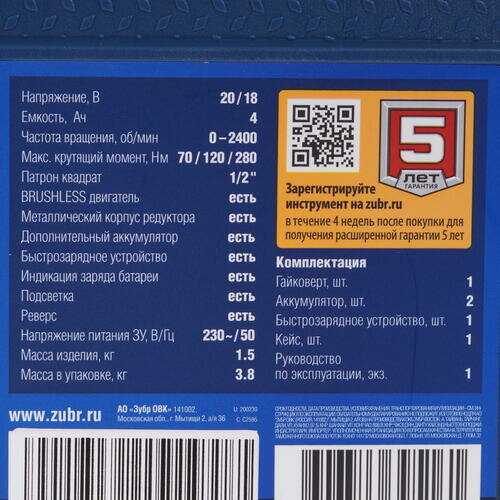 Напряжение, В 20 / 18
Емкость, Ач 4
Частота вращения, об/мин 0–2400
Макс. крутящий момент, Нм 70 / 120 / 280
Патрон квадрат 1/2"
BRUSHLESS двигатель есть
Металлический корпус редуктора есть
Дополнительный аккумулятор есть
Быстрозарядное устройство есть
Индикация заряда батареи есть
Подсветка есть
Реверс есть
Напряжение питания ЗУ, В/Гц 230~/50
Масса изделия, кг 1.5
Масса в упаковке, кг 3.8
5
ЛЕТ
ГАРАНТИЯ
Зарегистрируйте
инструмент на zubr.ru
в течение 4 недель после покупки для
получения расширенной гарантии 5 лет
Комплектация
Гайковерт, шт. 1
Аккумулятор, шт. 2
Быстрозарядное устройство, шт. 1
Кейс, шт. 1
Руководство
по эксплуатации, экз. 1
www.zubr.ru
АО «Зубр ОВК» 141002,
Московская обл., г. Мытищи 2, а/я 36